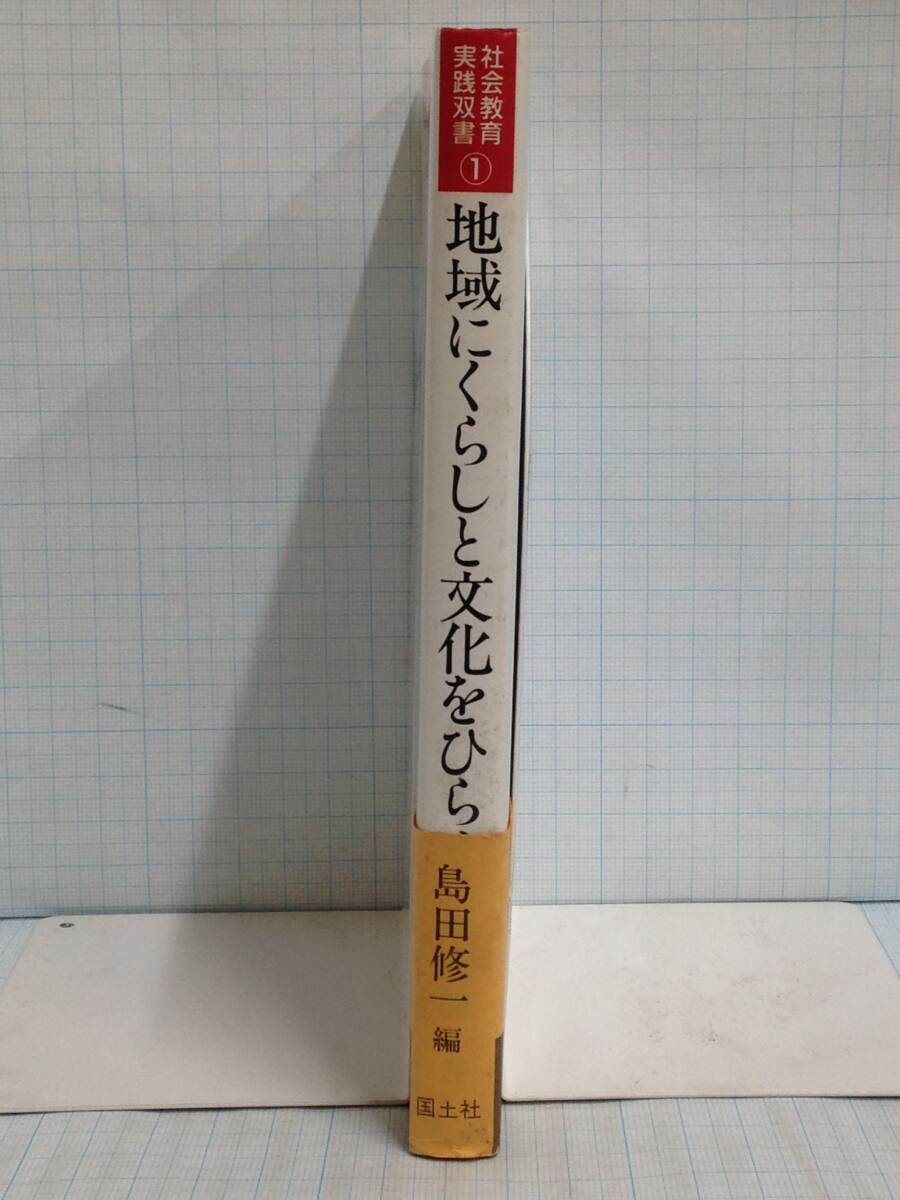 社会教育
実践双書
①
地域にくらしと文化をひら
島田修一 編
国土社